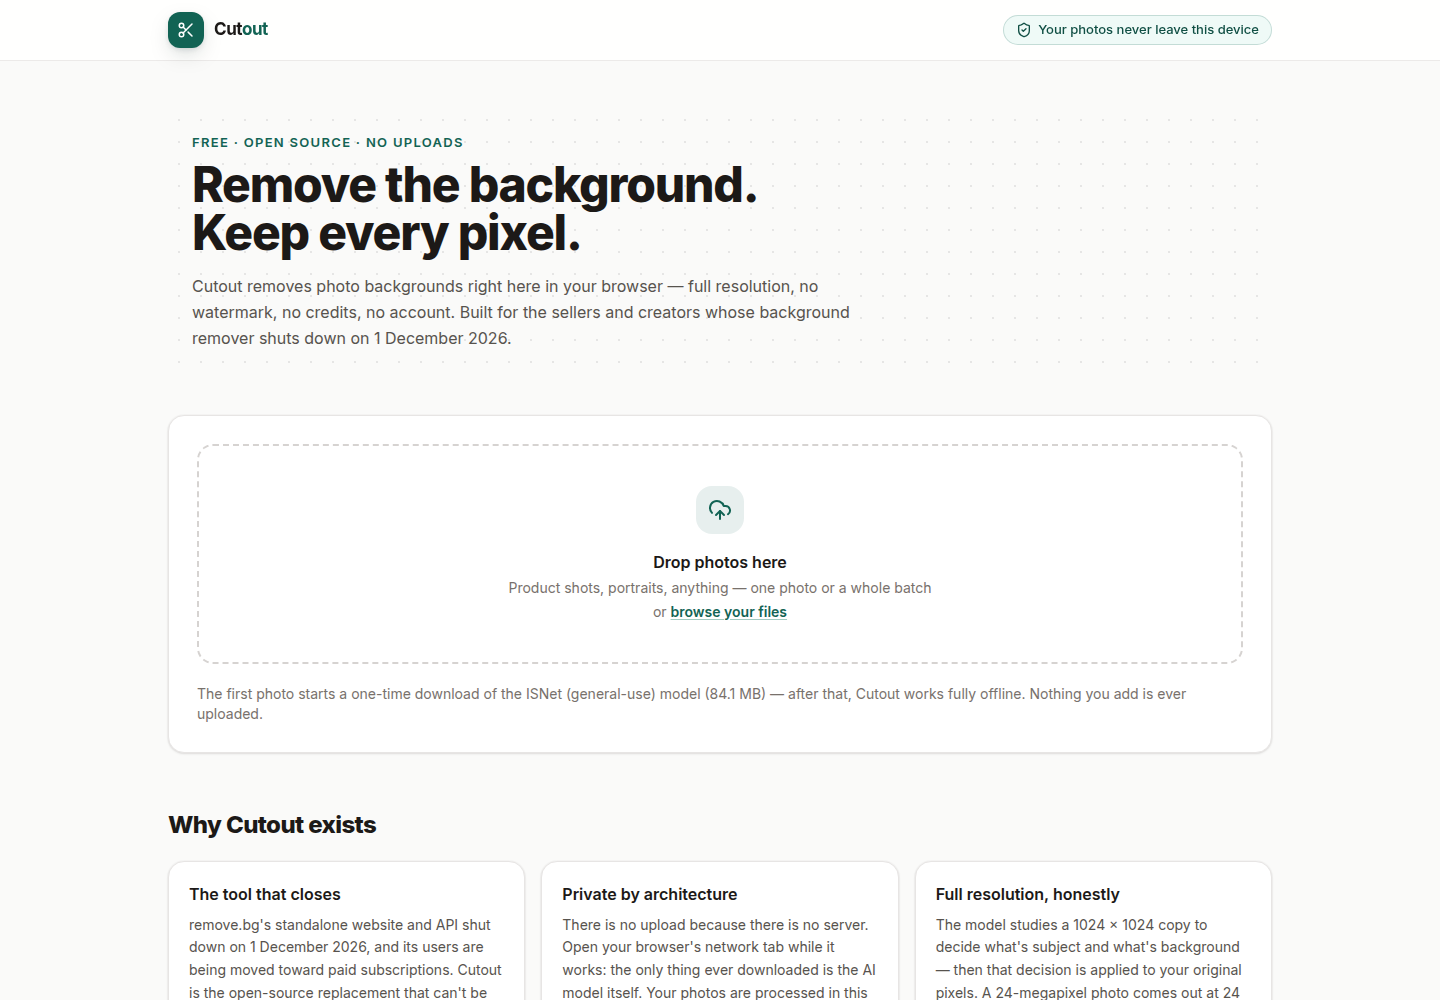 Cutout
Your photos never leave this device
FREE · OPEN SOURCE · NO UPLOADS
Remove the background.
Keep every pixel.
Cutout removes photo backgrounds right here in your browser — full resolution, no
watermark, no credits, no account. Built for the sellers and creators whose background
remover shuts down on 1 December 2026.
Drop photos here
Product shots, portraits, anything — one photo or a whole batch
or browse your files
The first photo starts a one-time download of the ISNet (general-use) model (84.1 MB) — after that, Cutout works fully offline. Nothing you add is ever
uploaded.
Why Cutout exists
The tool that closes
remove.bg's standalone website and API shut
down on 1 December 2026, and its users are
being moved toward paid subscriptions. Cutout
is the open-source replacement that can't be
Private by architecture
There is no upload because there is no server.
Open your browser's network tab while it
works: the only thing ever downloaded is the AI
model itself. Your photos are processed in this
Full resolution, honestly
The model studies a 1024 × 1024 copy to
decide what's subject and what's background
— then that decision is applied to your original
pixels. A 24-megapixel photo comes out at 24